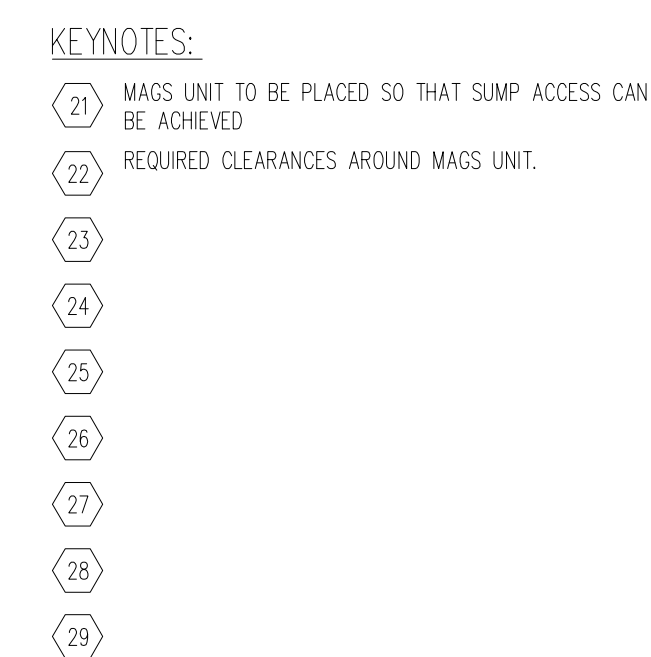 KEYNOTES:
21 MAGS UNIT TO BE PLACED SO THAT SUMP ACCESS CAN
BE ACHIEVED
22 REQUIRED CLEARANCES AROUND MAGS UNIT.
23
24
25
26
27
28
29